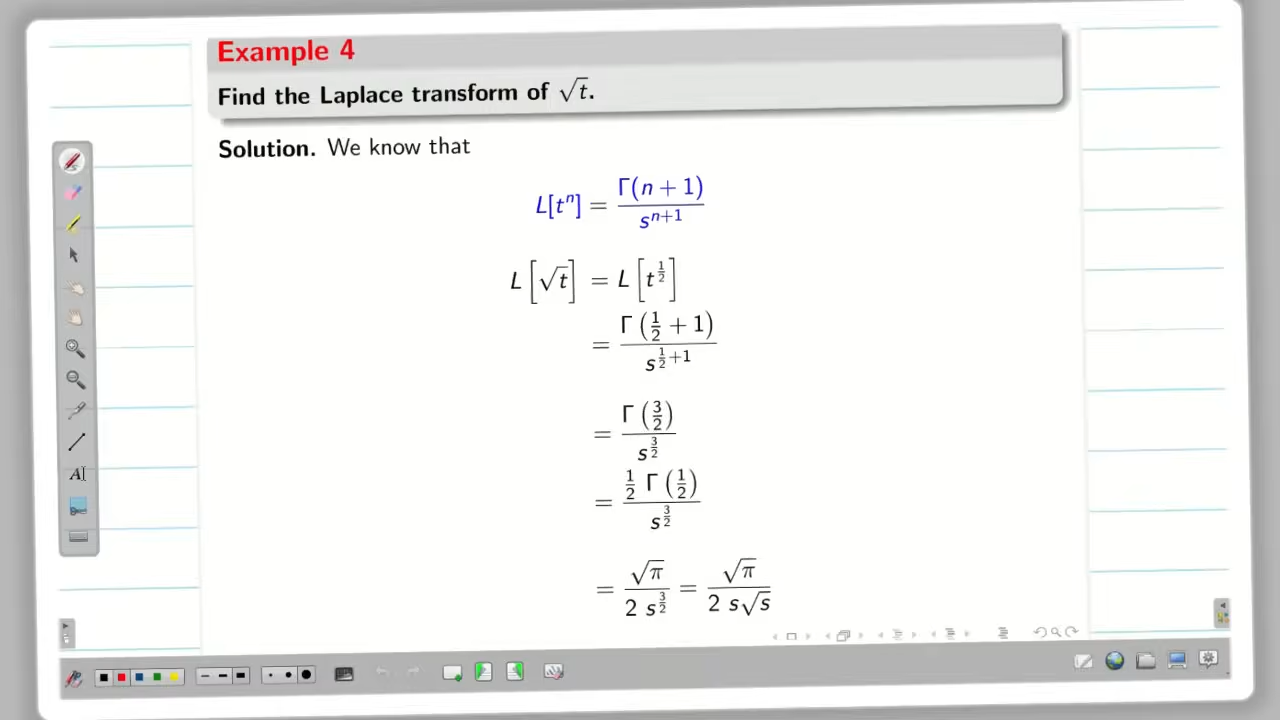 Example 4
Find the Laplace transform of √t.
Solution. We know that
L[tⁿ] = Γ(n + 1) / sⁿ⁺¹
L[√t] = L[t^(1/2)]
= Γ(1/2 + 1) / s^(1/2+1)
= Γ(3/2) / s^(3/2)
= 1/2 Γ(1/2) / s^(3/2)
= √π / 2 s^(3/2) = √π / 2 s√s